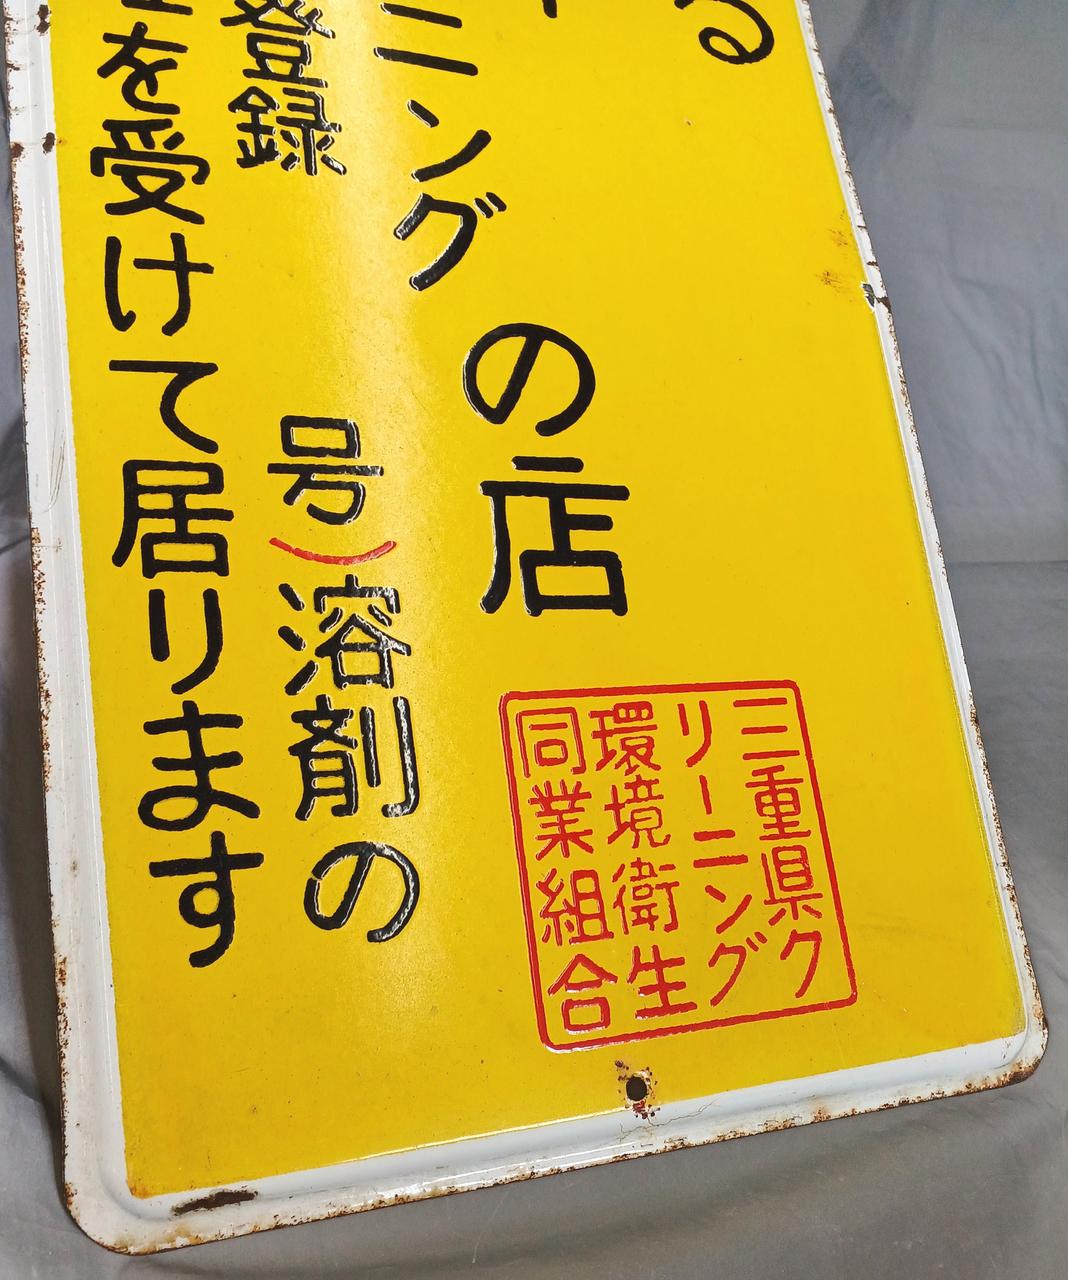 る
ニングの店
登録 号)溶剤の
を受けて居ります
三重県ク
リーニング
環境衛生
同業組合